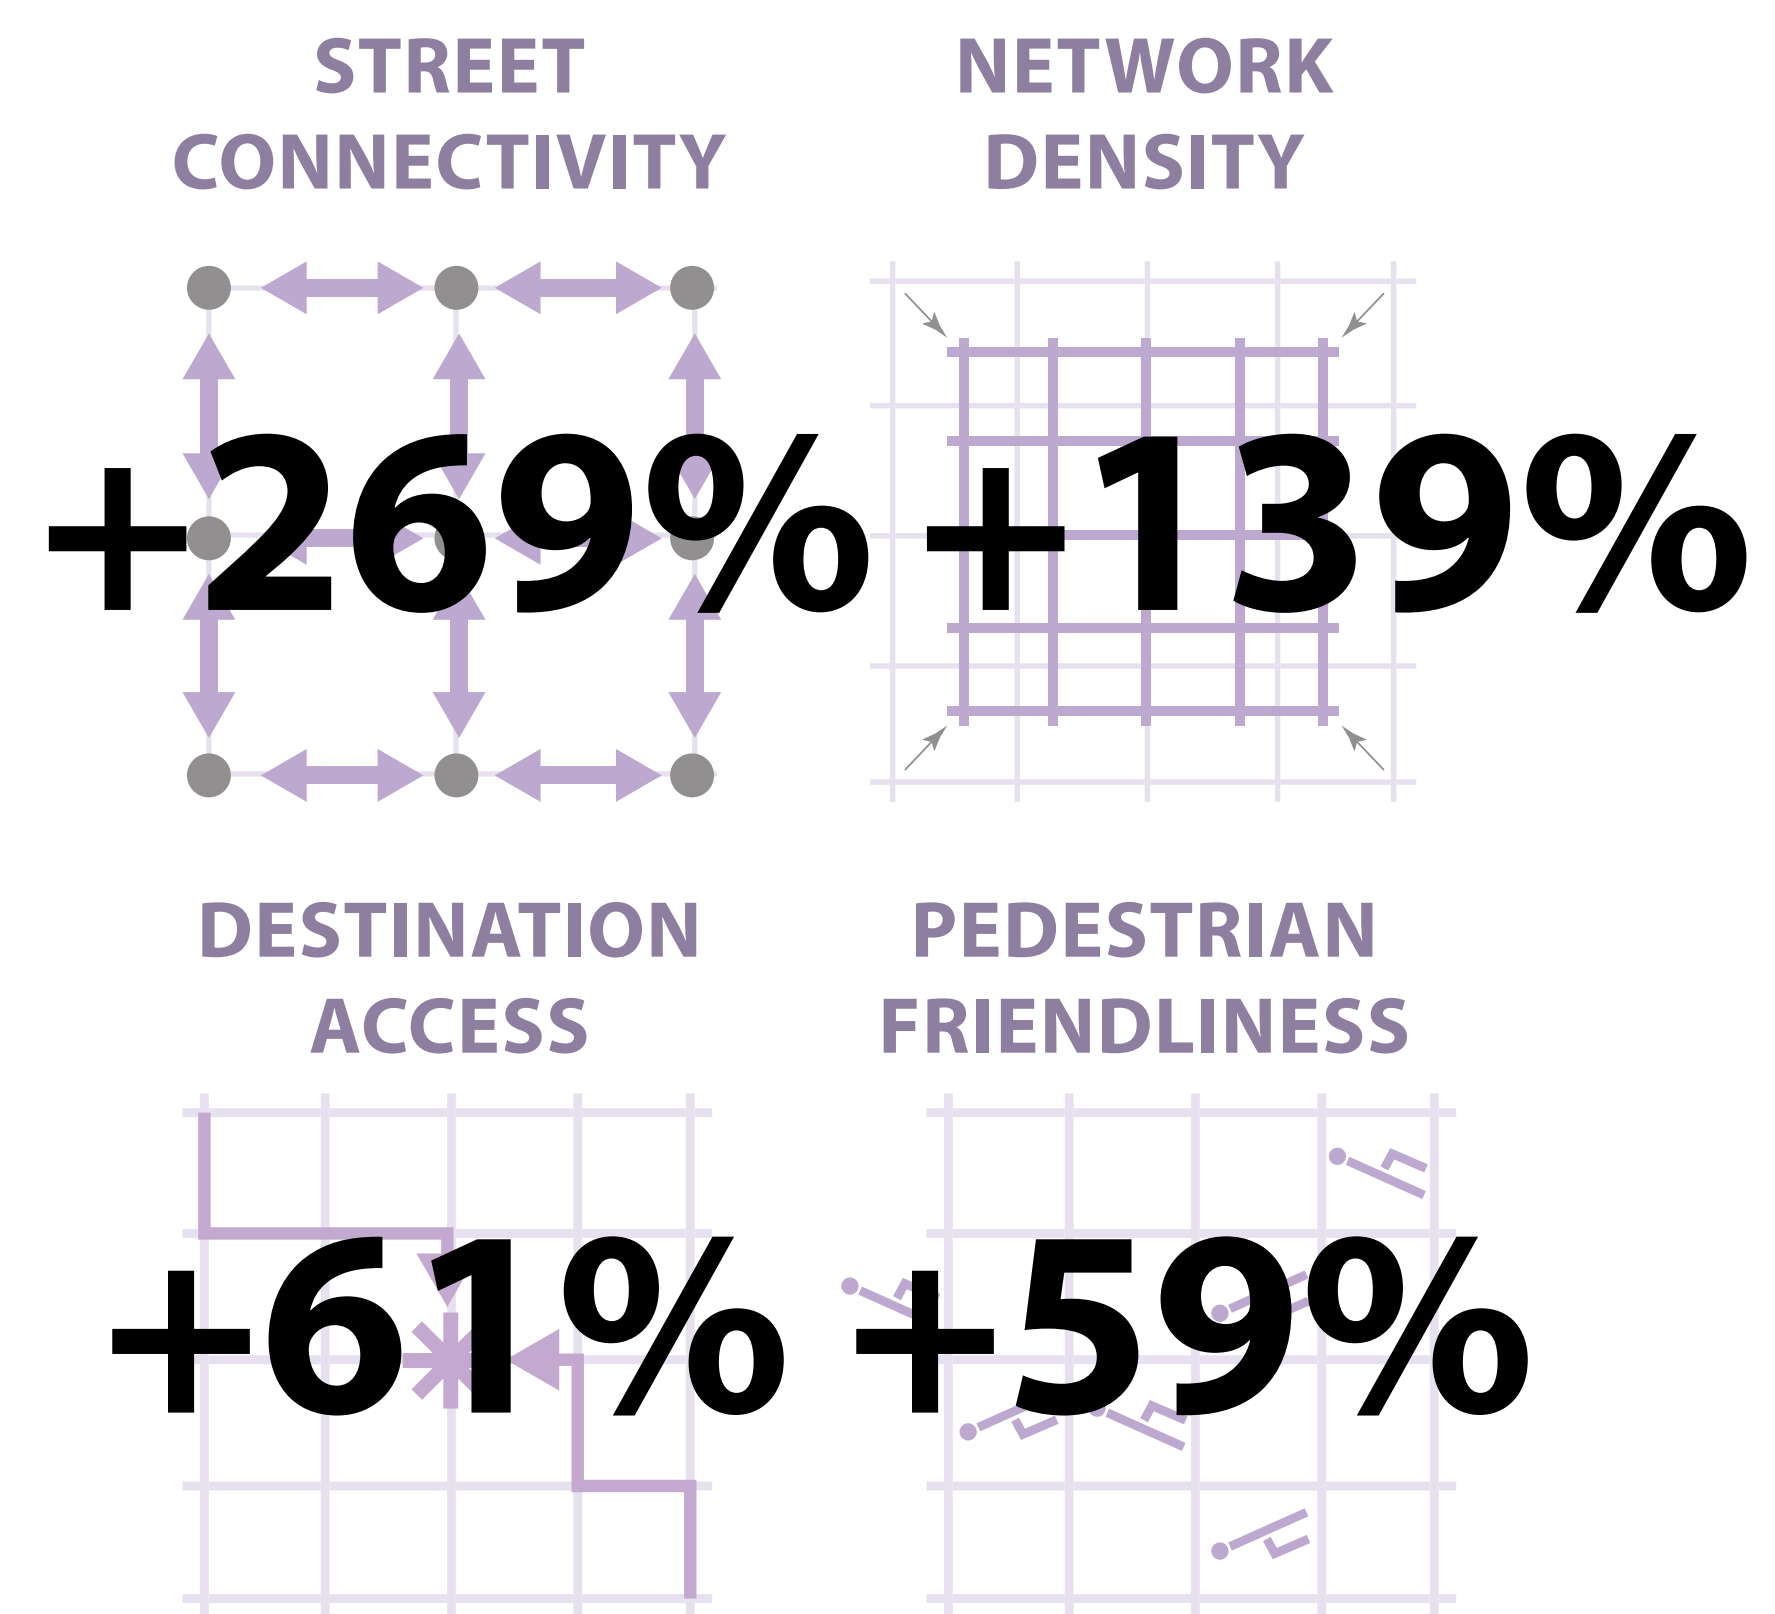 STREET
CONNECTIVITY
+269%
NETWORK
DENSITY
+139%
DESTINATION
ACCESS
+61%
PEDESTRIAN
FRIENDLINESS
+59%